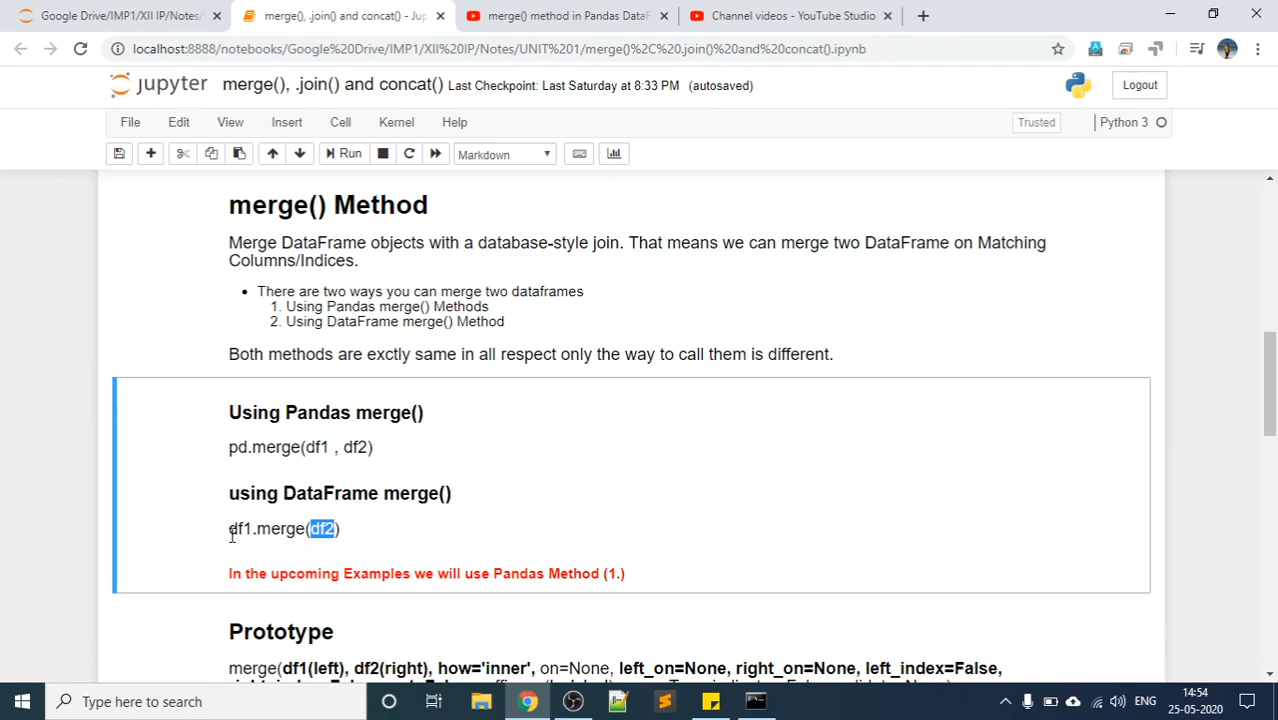 Google Drive/IMP1/XII IP/Notes/
merge(), .join() and concat() - Jup
merge() method in Pandas DataF
Channel videos - YouTube Studio
localhost:8888/notebooks/Google%20Drive/IMP1/XII%20IP/Notes/UNIT%201/merge()%2C%20.join()%20and%20concat().ipynb
jupyter merge(), .join() and concat() Last Checkpoint: Last Saturday at 8:33 PM (autosaved)
Logout
File Edit View Insert Cell Kernel Help
Trusted
Python 3
Run
Markdown
merge() Method
Merge DataFrame objects with a database-style join. That means we can merge two DataFrame on Matching
Columns/Indices.
• There are two ways you can merge two dataframes
1. Using Pandas merge() Methods
2. Using DataFrame merge() Method
Both methods are exctly same in all respect only the way to call them is different.
Using Pandas merge()
pd.merge(df1 , df2)
using DataFrame merge()
df1.merge(df2)
In the upcoming Examples we will use Pandas Method (1.)
Prototype
merge(df1(left), df2(right), how='inner', on=None, left_on=None, right_on=None, left_index=False,
Type here to search
ENG
14:54
25-05-2020